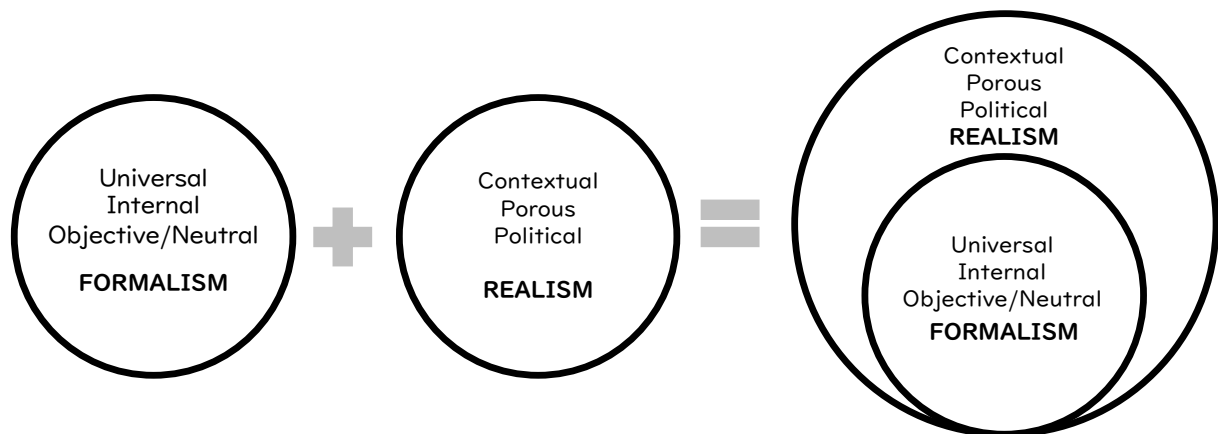 Universal
Internal
Objective/Neutral
FORMALISM
Contextual
Porous
Political
REALISM
Contextual
Porous
Political
REALISM
Universal
Internal
Objective/Neutral
FORMALISM